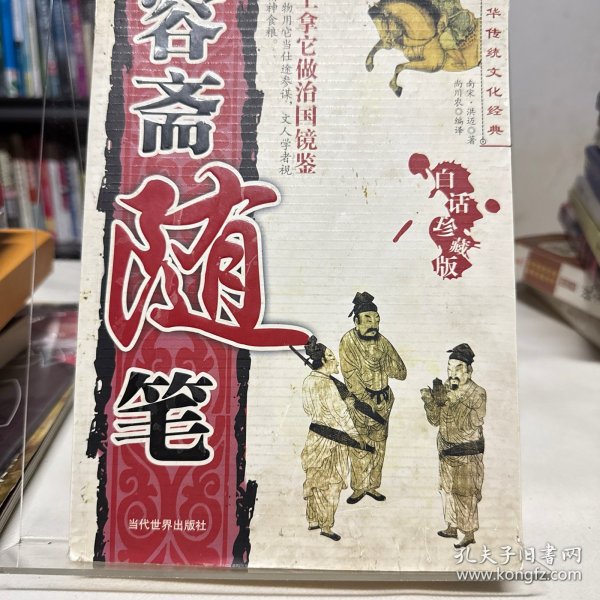 华传统文化经典
南宋·洪迈◎著
尚川农◎编译
上拿它做治国镜鉴
物用它当仕途参谋，文人学者视
神食粮。
容斋随笔
白话珍藏版
当代世界出版社
孔夫子旧书网
www.kongfz.com